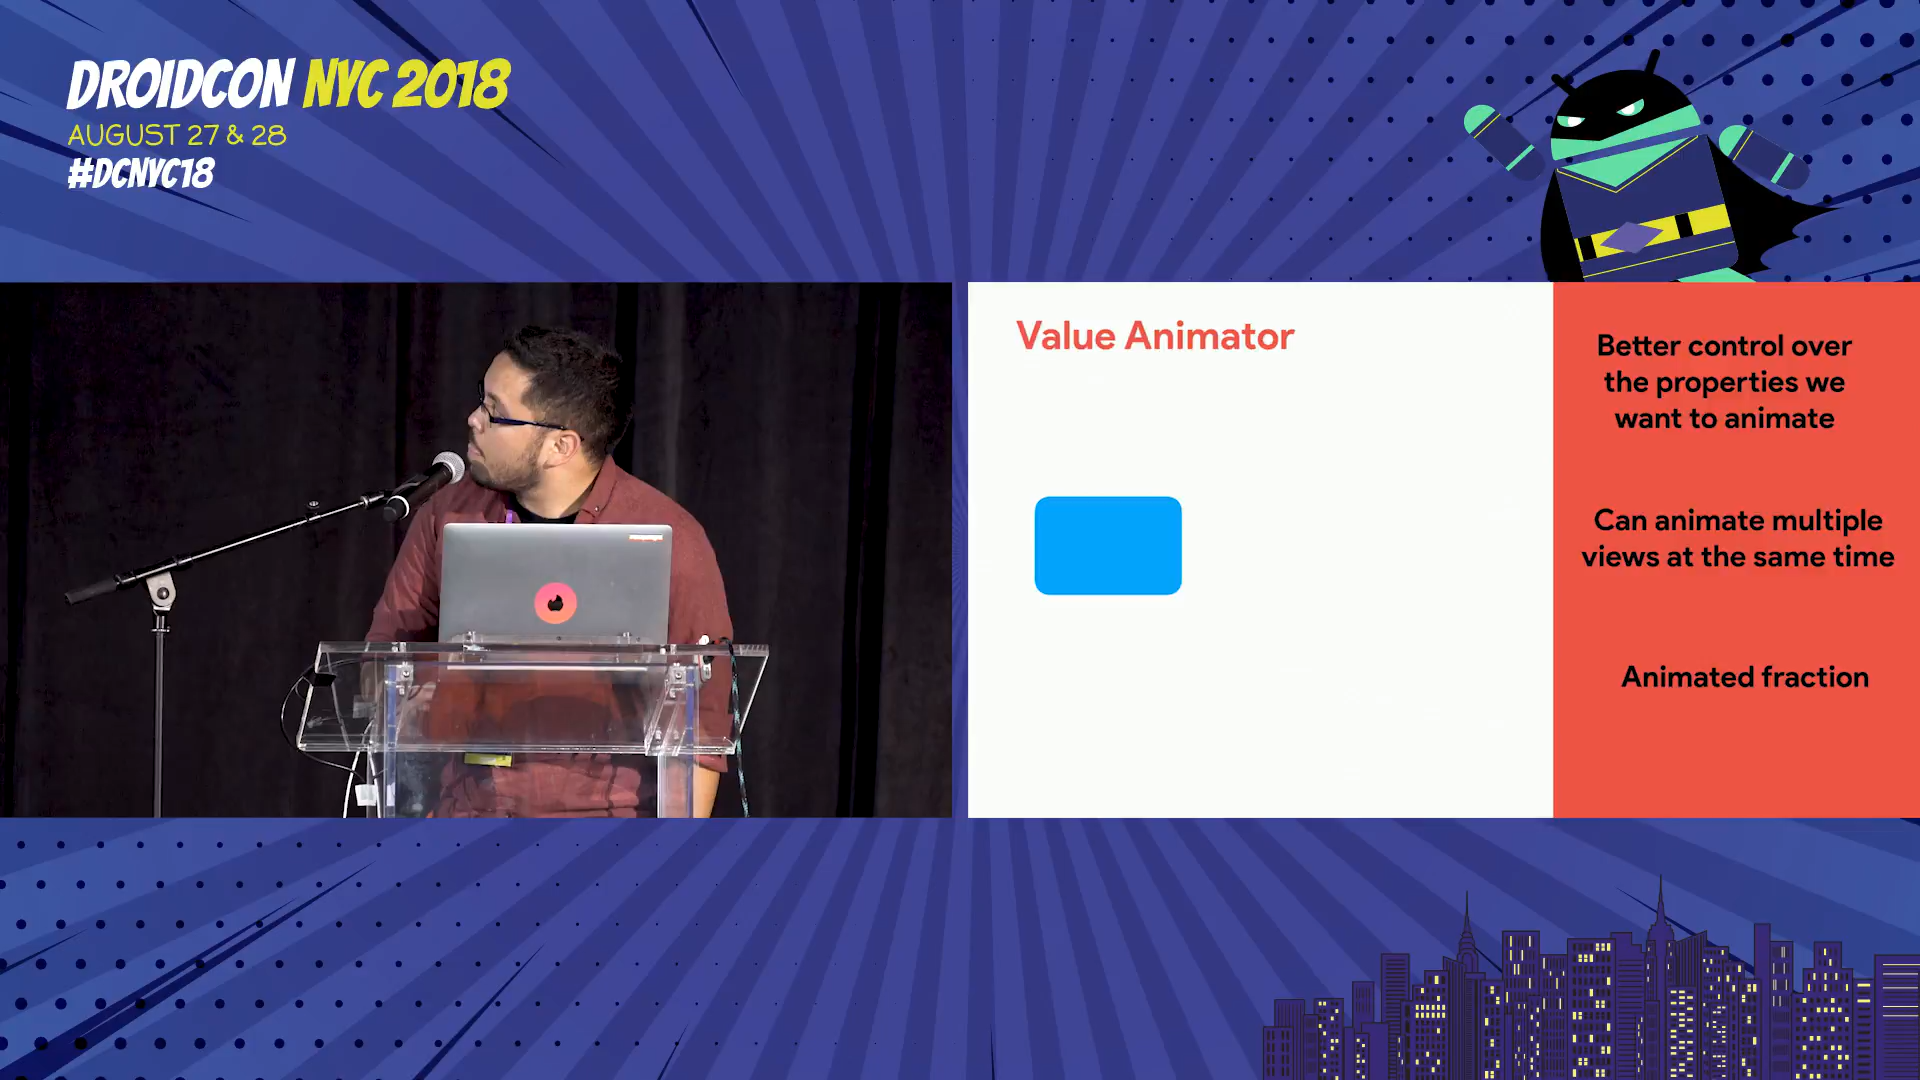 DROIDCON NYC 2018
AUGUST 27 & 28
#DCNYC18
Value Animator
Better control over
the properties we
want to animate
Can animate multiple
views at the same time
Animated fraction